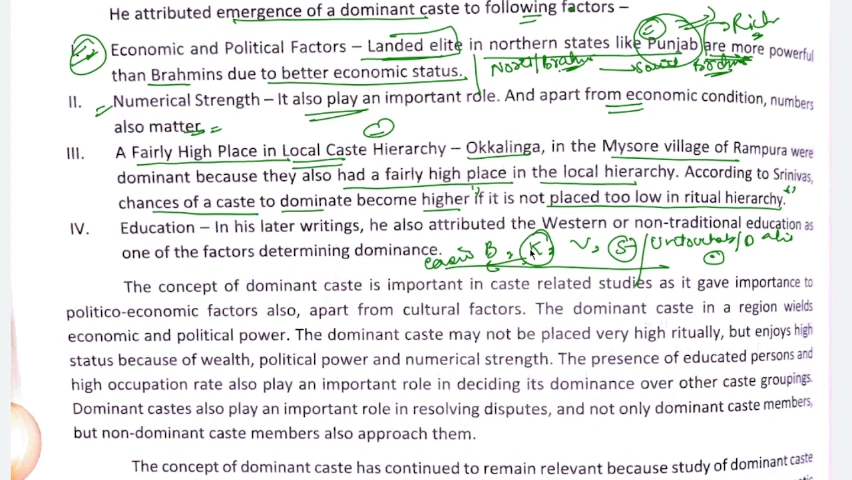 He attributed emergence of a dominant caste to following factors –
Rich
Economic and Political Factors – Landed elite in northern states like Punjab are more powerful
than Brahmins due to better economic status.
II. Numerical Strength – It also play an important role. And apart from economic condition, numbers
also matter.
III. A Fairly High Place in Local Caste Hierarchy – Okkalinga, in the Mysore village of Rampura were
dominant because they also had a fairly high place in the local hierarchy. According to Srinivas,
chances of a caste to dominate become higher if it is not placed too low in ritual hierarchy.
IV. Education – In his later writings, he also attributed the Western or non-traditional education as
one of the factors determining dominance. B, K, V, S /
The concept of dominant caste is important in caste related studies as it gave importance to
politico-economic factors also, apart from cultural factors. The dominant caste in a region wields
economic and political power. The dominant caste may not be placed very high ritually, but enjoys high
status because of wealth, political power and numerical strength. The presence of educated persons and
high occupation rate also play an important role in deciding its dominance over other caste groupings.
Dominant castes also play an important role in resolving disputes, and not only dominant caste members,
but non-dominant caste members also approach them.
The concept of dominant caste has continued to remain relevant because study of dominant caste